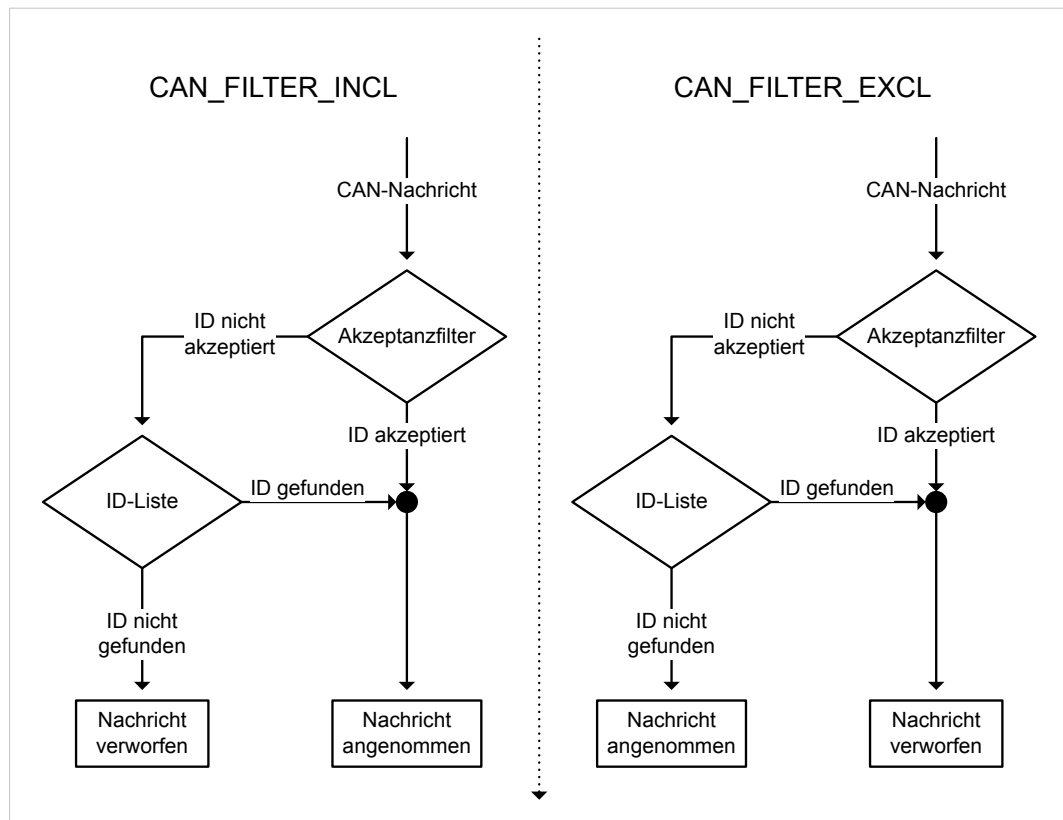 CAN_FILTER_INCL
CAN-Nachricht
Akzeptanzfilter
ID nicht
akzeptiert
ID akzeptiert
ID-Liste
ID gefunden
ID nicht
gefunden
Nachricht
verworfen
Nachricht
angenommen
CAN_FILTER_EXCL
CAN-Nachricht
Akzeptanzfilter
ID nicht
akzeptiert
ID akzeptiert
ID-Liste
ID gefunden
ID nicht
gefunden
Nachricht
angenommen
Nachricht
verworfen